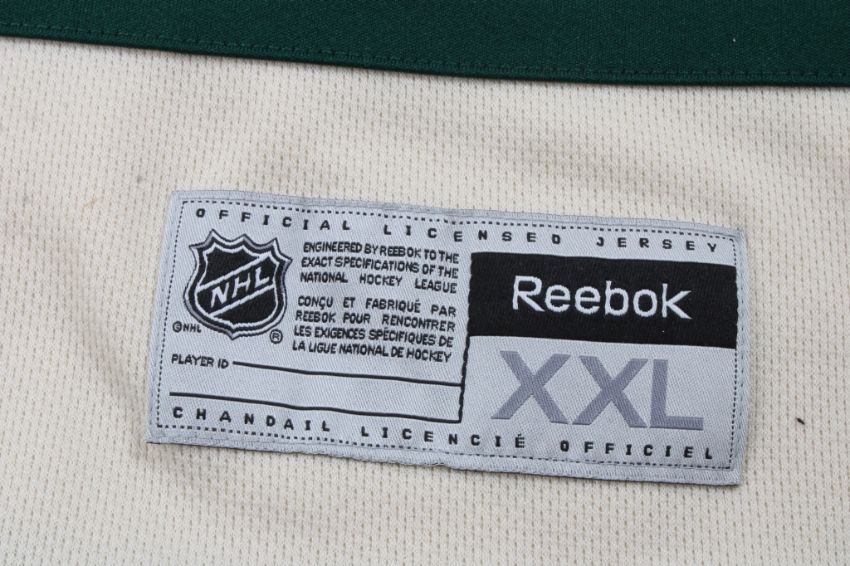 OFFICIAL LICENSED JERSEY
NHL
©NHL
®
ENGINEERED BY REEBOK TO THE
EXACT SPECIFICATIONS OF THE
NATIONAL HOCKEY LEAGUE
CONÇU ET FABRIQUÉ PAR
REEBOK POUR RENCONTRER
LES EXIGENCES SPÉCIFIQUES DE
LA LIGUE NATIONALE DE HOCKEY
PLAYER ID
Reebok
XXL
CHANDAIL LICENCIÉ OFFICIEL